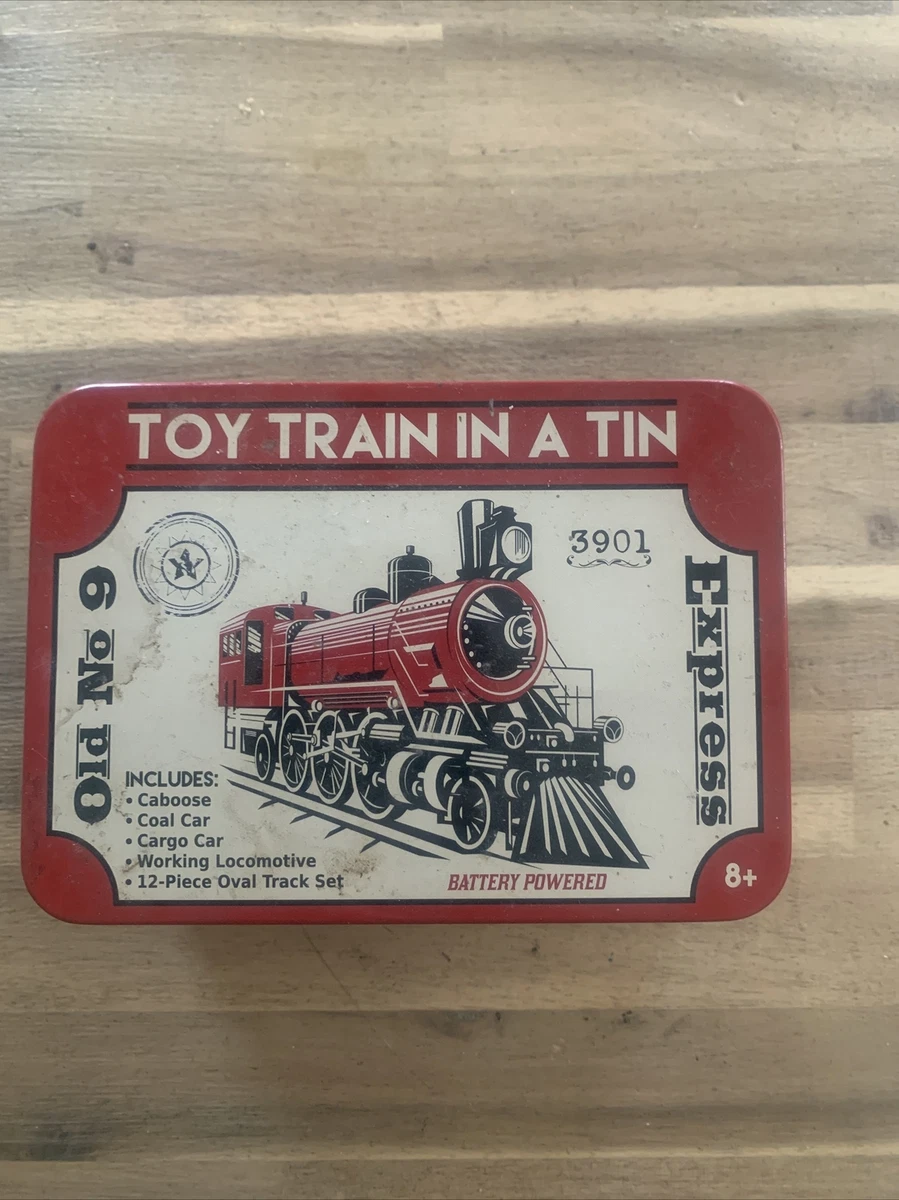 TOY TRAIN IN A TIN
3901
Old No 9
Express
INCLUDES:
• Caboose
• Coal Car
• Cargo Car
• Working Locomotive
• 12-Piece Oval Track Set
BATTERY POWERED
8+